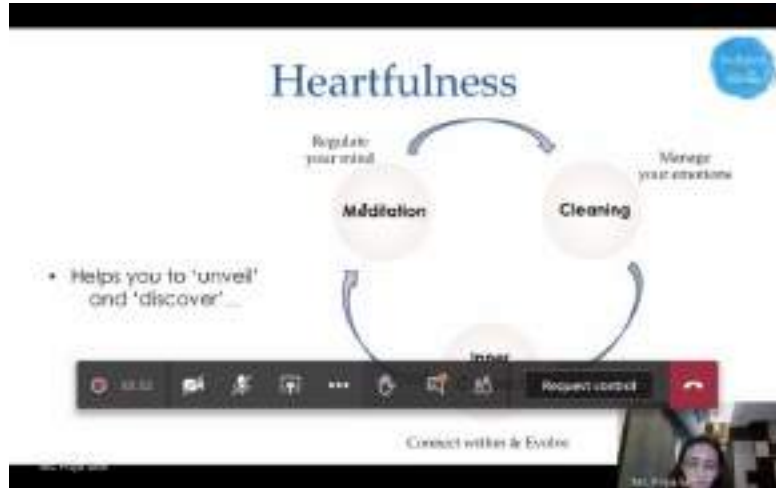 Heartfulness
Regulate
your mind
Manage
your emotions
Meditation
Cleaning
• Helps you to 'unveil'
and 'discover'...
Inner
Request control
Connect within & Evolve